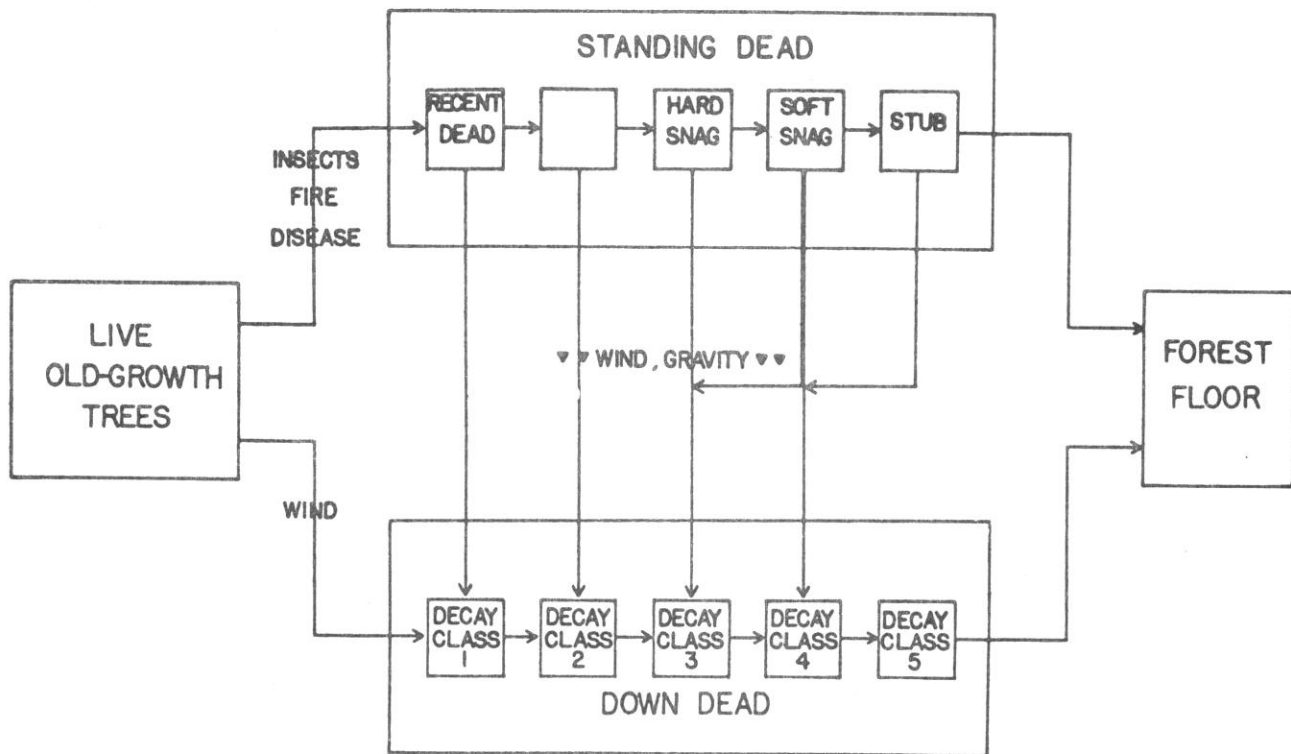 STANDING DEAD
RECENT
DEAD
HARD
SNAG
SOFT
SNAG
STUB
INSECTS
FIRE
DISEASE
LIVE
OLD-GROWTH
TREES
WIND, GRAVITY
FOREST
FLOOR
WIND
DECAY
CLASS
1
DECAY
CLASS
2
DECAY
CLASS
3
DECAY
CLASS
4
DECAY
CLASS
5
DOWN DEAD